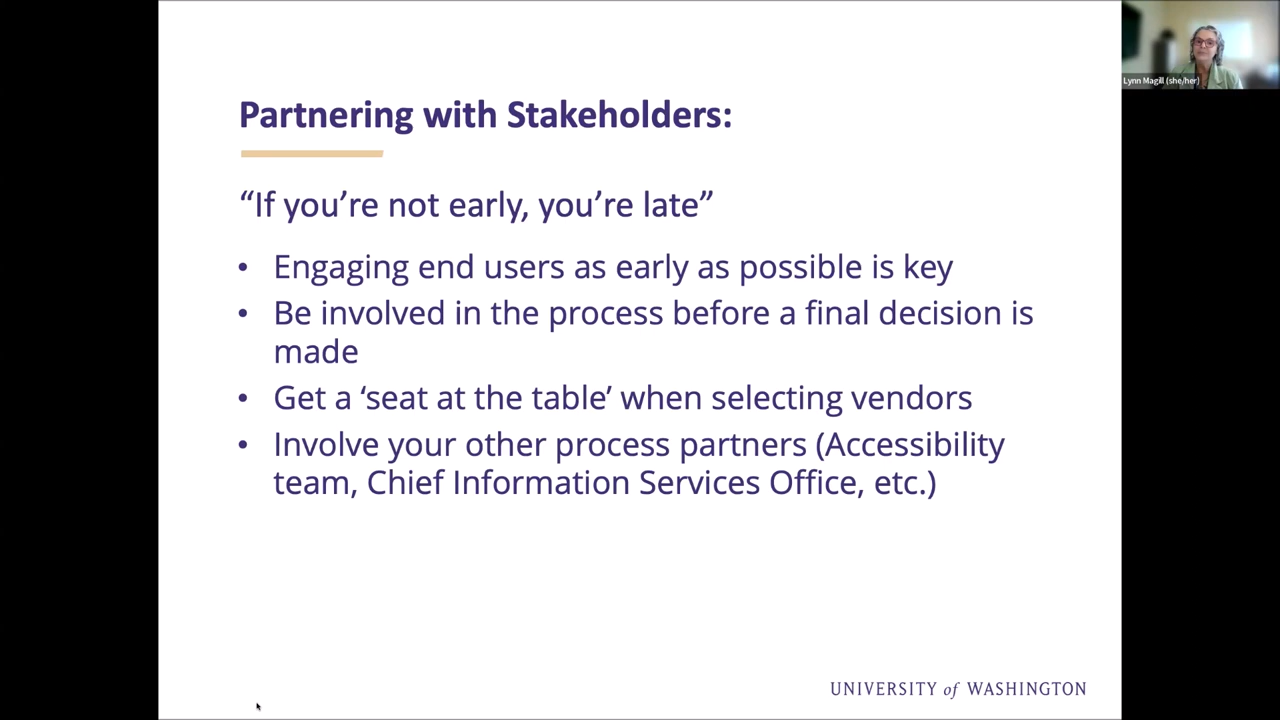 Partnering with Stakeholders:
“If you’re not early, you’re late”
• Engaging end users as early as possible is key
• Be involved in the process before a final decision is
made
• Get a ‘seat at the table’ when selecting vendors
• Involve your other process partners (Accessibility
team, Chief Information Services Office, etc.)
UNIVERSITY of WASHINGTON
Lynn Magill (she/her)